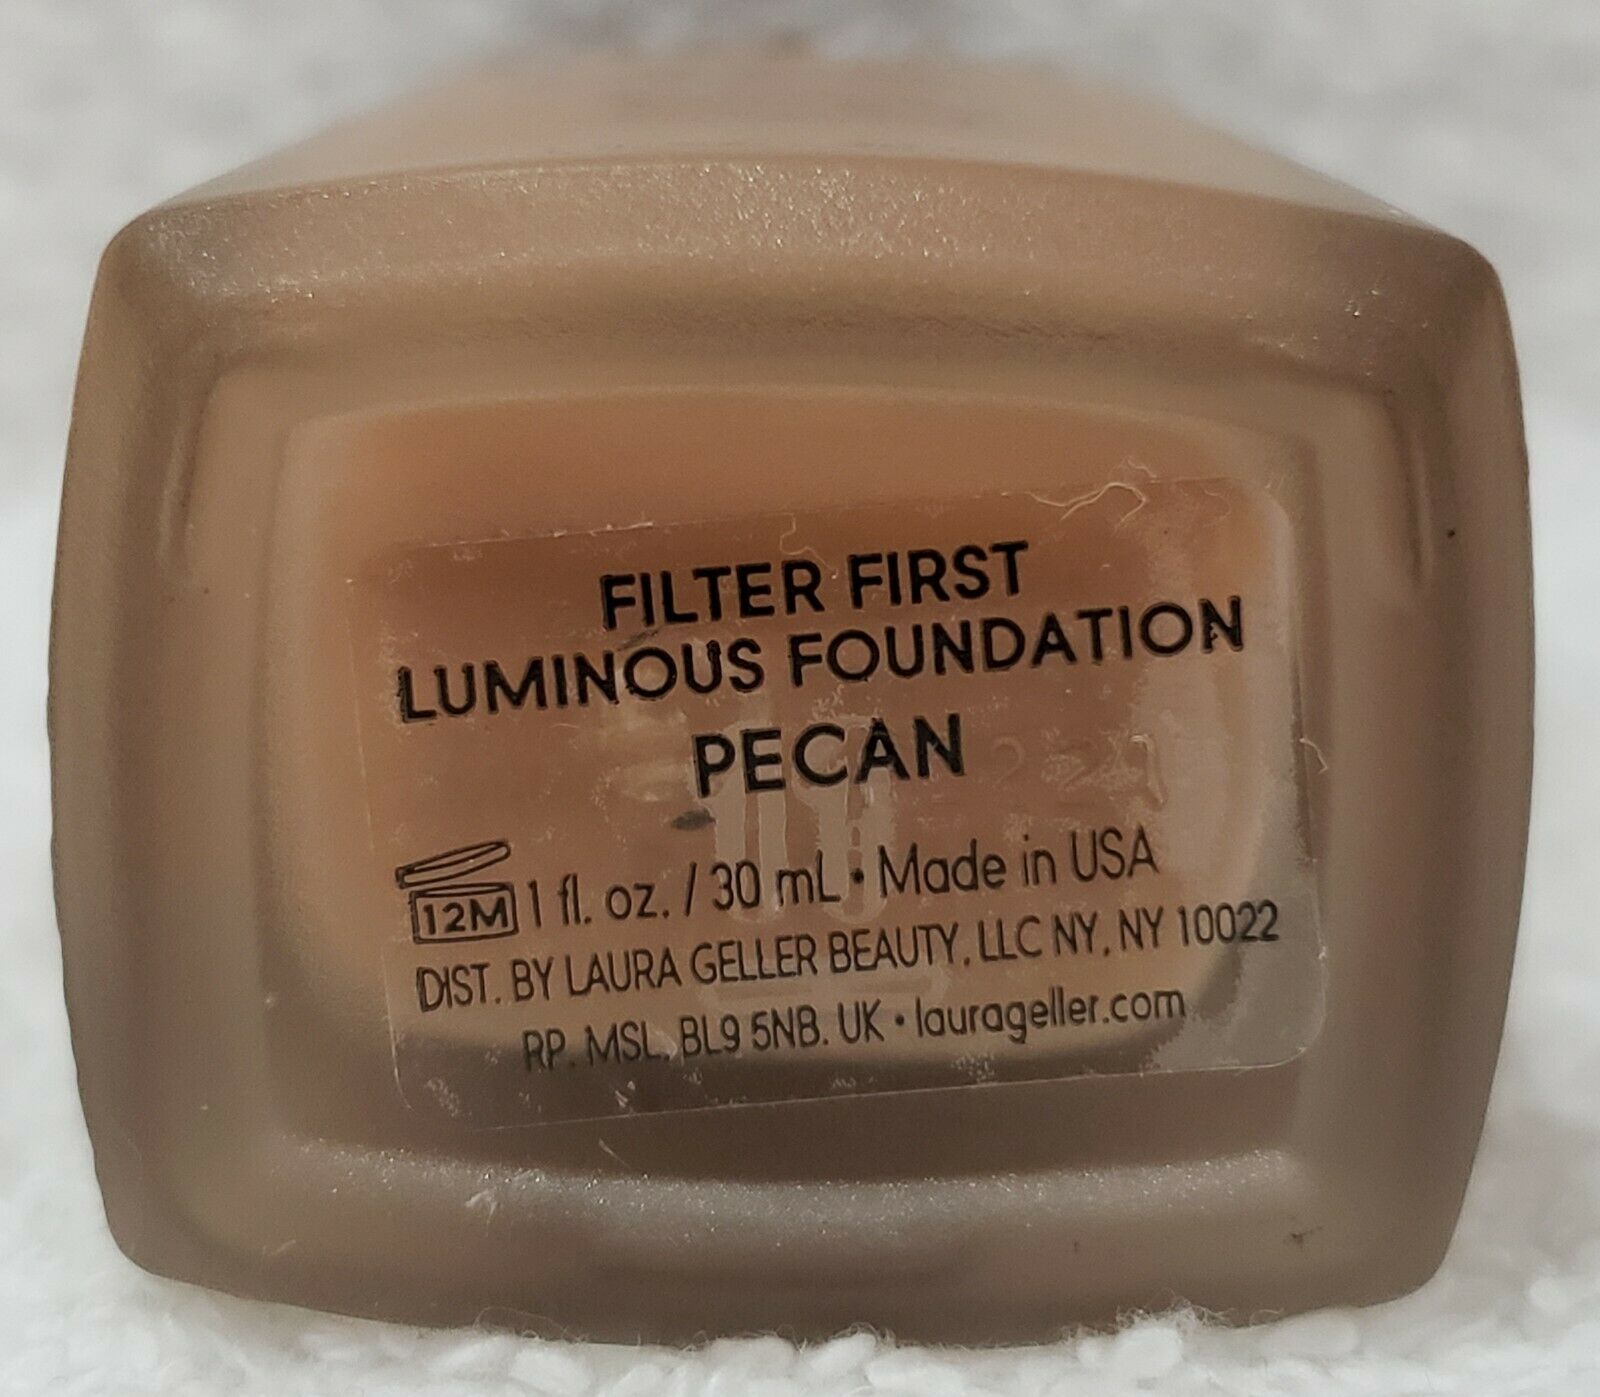 FILTER FIRST
LUMINOUS FOUNDATION
PECAN
12M 1 fl. oz. / 30 mL • Made in USA
DIST. BY LAURA GELLER BEAUTY, LLC NY, NY 10022
RP. MSL, BL9 5NB. UK • laurageller.com